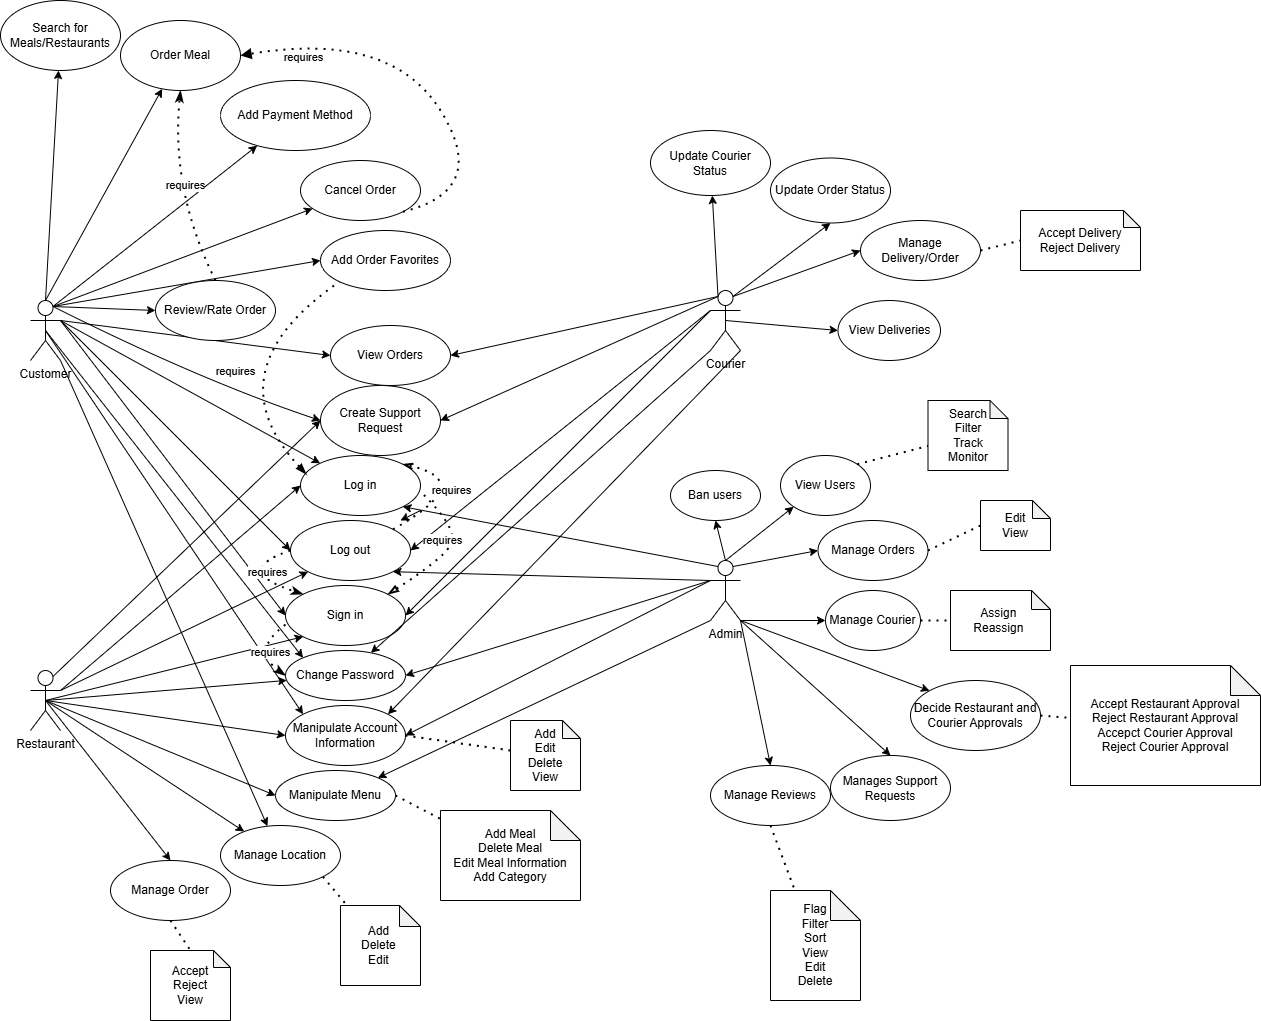 Search for
Meals/Restaurants
Order Meal
requires
Add Payment Method
requires
Cancel Order
Add Order Favorites
Review/Rate Order
View Orders
requires
Customer
Create Support
Request
Log in
requires
Log out
requires
requires
Sign in
requires
Change Password
Manipulate Account
Information
Restaurant
Add
Edit
Delete
View
Manipulate Menu
Add Meal
Delete Meal
Edit Meal Information
Add Category
Manage Location
Add
Delete
Edit
Manage Order
Accept
Reject
View
Update Courier
Status
Update Order Status
Manage
Delivery/Order
Accept Delivery
Reject Delivery
View Deliveries
Courier
Search
Filter
Track
Monitor
View Users
Ban users
Edit
View
Manage Orders
Manage Courier
Assign
Reassign
Admin
Decide Restaurant and
Courier Approvals
Accept Restaurant Approval
Reject Restaurant Approval
Accepct Courier Approval
Reject Courier Approval
Manages Support
Requests
Manage Reviews
Flag
Filter
Sort
View
Edit
Delete